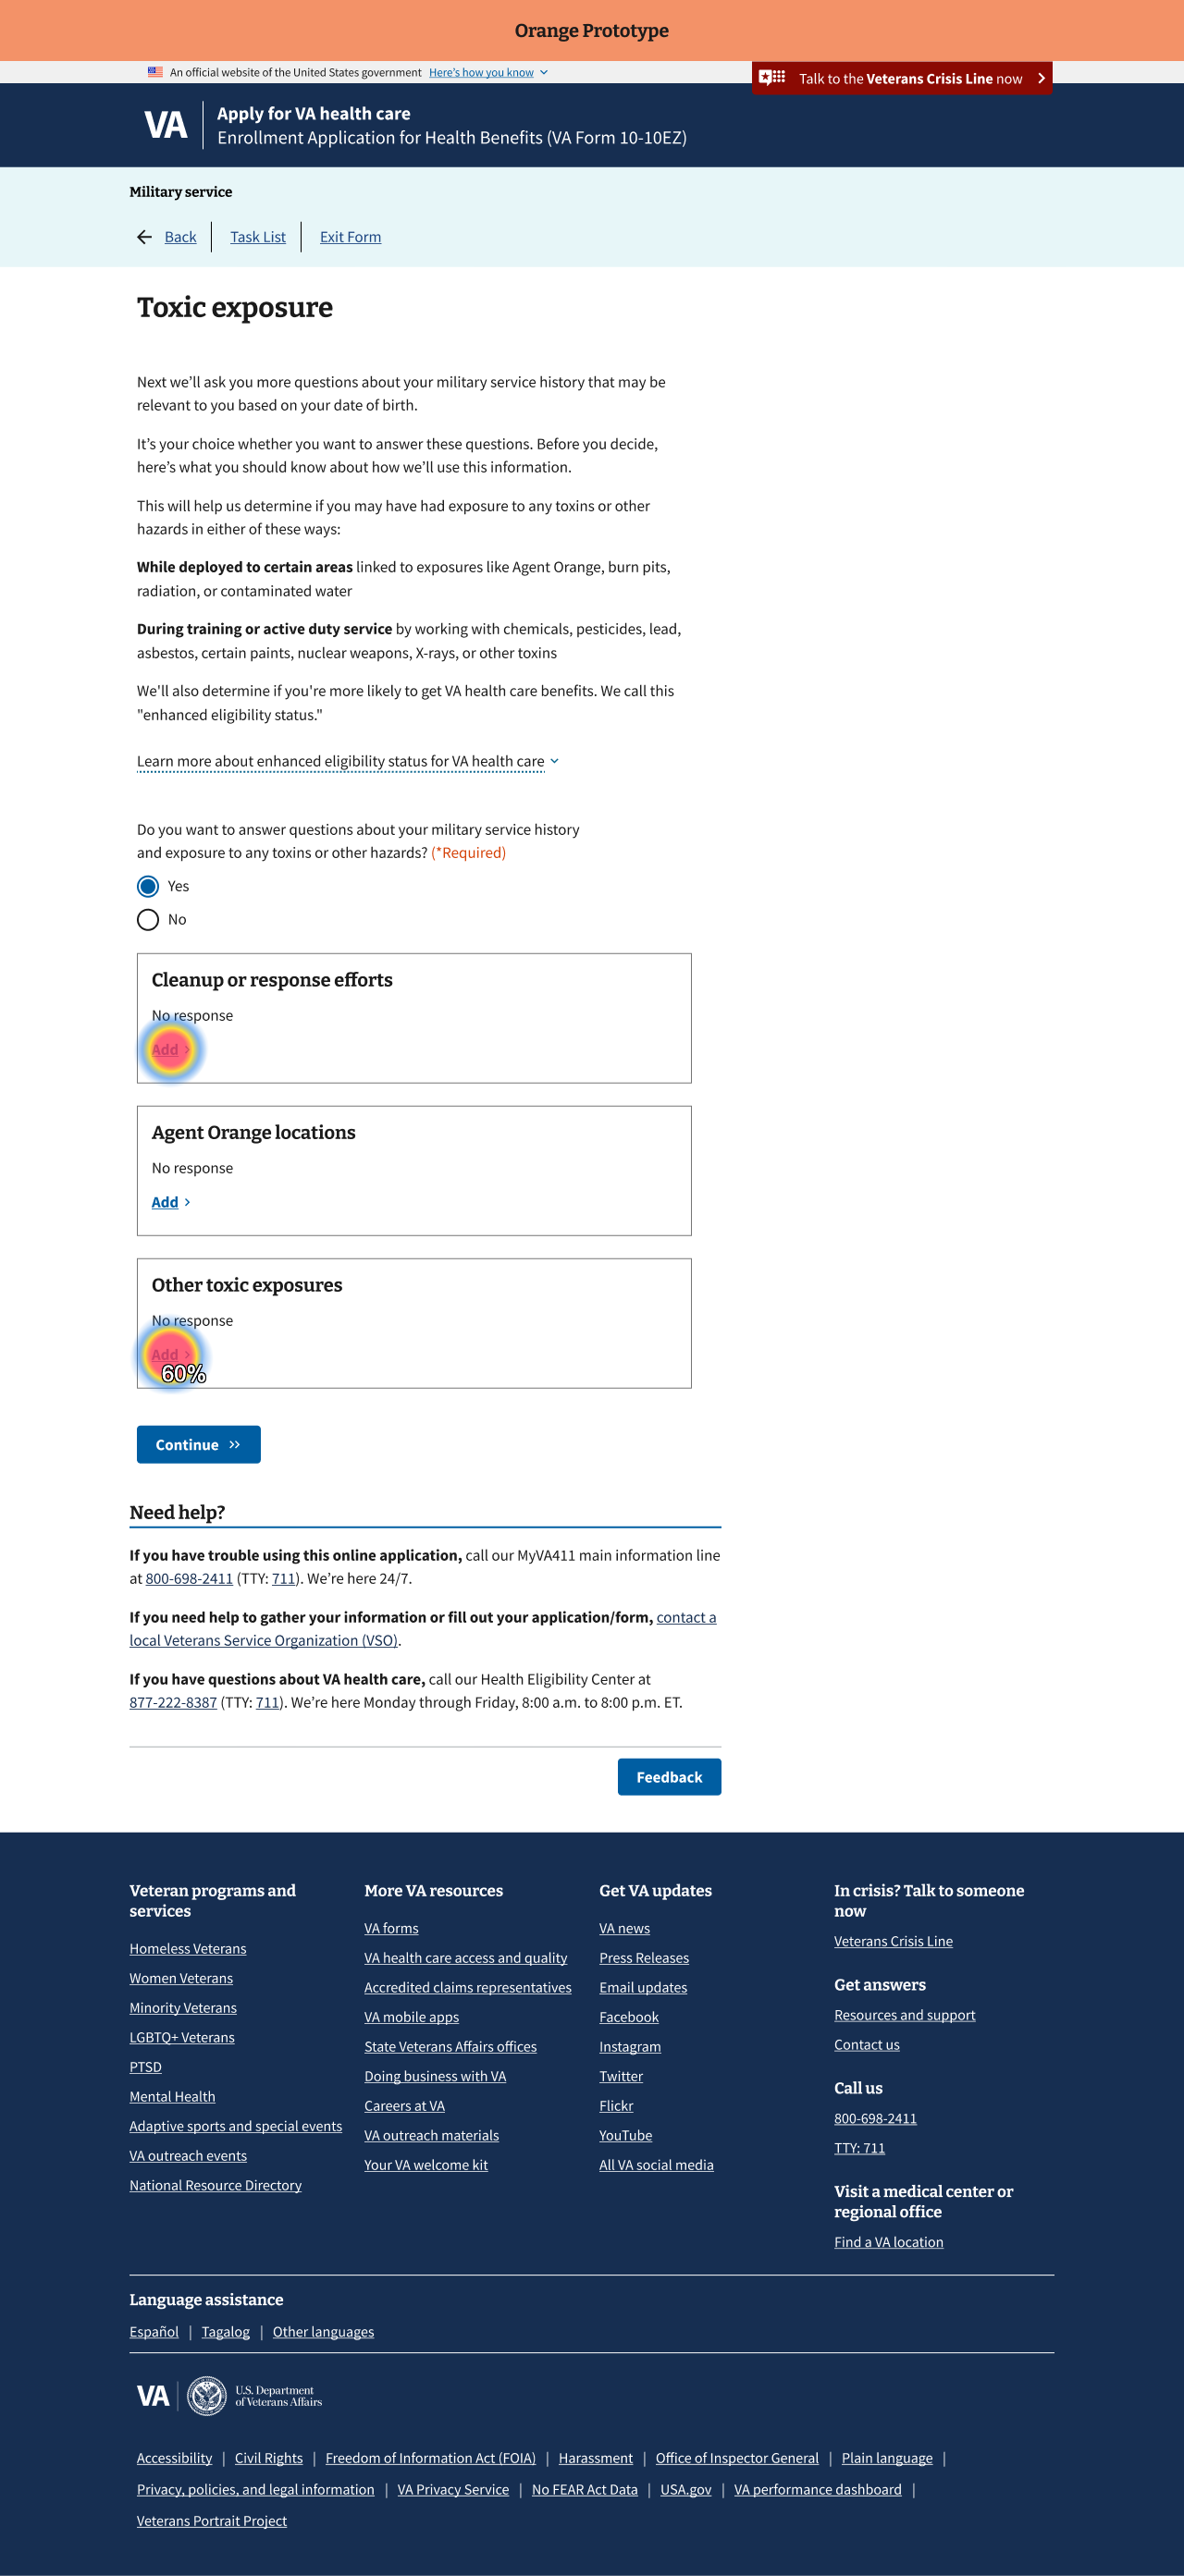 Orange Prototype
An official website of the United States government Here's how you know
Talk to the Veterans Crisis Line now
VA
Apply for VA health care
Enrollment Application for Health Benefits (VA Form 10-10EZ)
Military service
Back
Task List
Exit Form
Toxic exposure
Next we’ll ask you more questions about your military service history that may be
relevant to you based on your date of birth.
It’s your choice whether you want to answer these questions. Before you decide,
here’s what you should know about how we’ll use this information.
This will help us determine if you may have had exposure to any toxins or other
hazards in either of these ways:
While deployed to certain areas linked to exposures like Agent Orange, burn pits,
radiation, or contaminated water
During training or active duty service by working with chemicals, pesticides, lead,
asbestos, certain paints, nuclear weapons, X-rays, or other toxins
We'll also determine if you're more likely to get VA health care benefits. We call this
"enhanced eligibility status."
Learn more about enhanced eligibility status for VA health care
Do you want to answer questions about your military service history
and exposure to any toxins or other hazards? (*Required)
Yes
No
Cleanup or response efforts
No response
Add
Agent Orange locations
No response
Add
Other toxic exposures
No response
Add
60%
Continue
Need help?
If you have trouble using this online application, call our MyVA411 main information line
at 800-698-2411 (TTY: 711). We’re here 24/7.
If you need help to gather your information or fill out your application/form, contact a
local Veterans Service Organization (VSO).
If you have questions about VA health care, call our Health Eligibility Center at
877-222-8387 (TTY: 711). We’re here Monday through Friday, 8:00 a.m. to 8:00 p.m. ET.
Feedback
Veteran programs and
services
Homeless Veterans
Women Veterans
Minority Veterans
LGBTQ+ Veterans
PTSD
Mental Health
Adaptive sports and special events
VA outreach events
National Resource Directory
More VA resources
VA forms
VA health care access and quality
Accredited claims representatives
VA mobile apps
State Veterans Affairs offices
Doing business with VA
Careers at VA
VA outreach materials
Your VA welcome kit
Get VA updates
VA news
Press Releases
Email updates
Facebook
Instagram
Twitter
Flickr
YouTube
All VA social media
In crisis? Talk to someone
now
Veterans Crisis Line
Get answers
Resources and support
Contact us
Call us
800-698-2411
TTY: 711
Visit a medical center or
regional office
Find a VA location
Language assistance
Español | Tagalog | Other languages
VA
U.S. Department
of Veterans Affairs
Accessibility | Civil Rights | Freedom of Information Act (FOIA) | Harassment | Office of Inspector General | Plain language |
Privacy, policies, and legal information | VA Privacy Service | No FEAR Act Data | USA.gov | VA performance dashboard |
Veterans Portrait Project